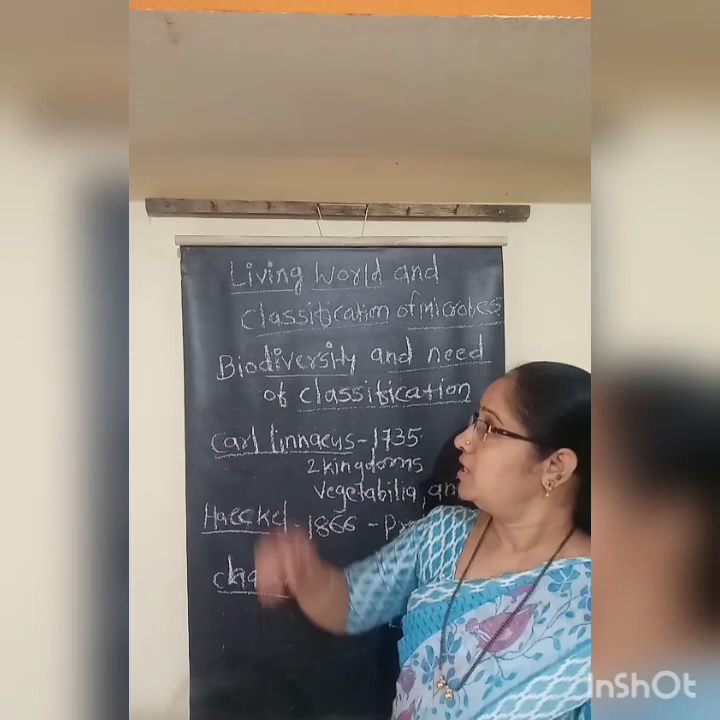 Living World and
classification of microbes
Biodiversity and need
of classification
Carl linnaeus - 1735
2 kingdoms
vegetabilia,
Haeckel - 1866 -
InShOt